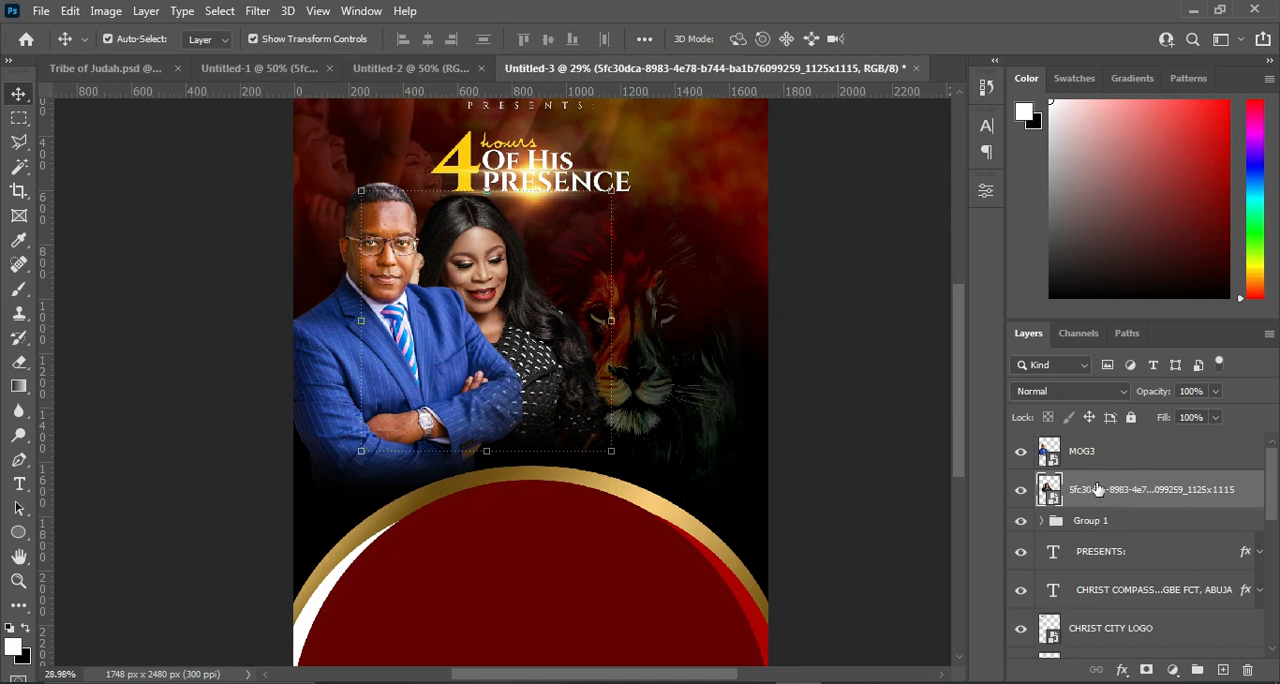 Ps File Edit Image Layer Type Select Filter 3D View Window Help
Auto-Select: Layer Show Transform Controls ••• 3D Mode:
Tribe of Judah.psd @... × Untitled-1 @ 50% (5fc... × Untitled-2 @ 50% (RG... × Untitled-3 @ 29% (5fc30dca-8983-4e78-b744-ba1b76099259_1125x1115, RGB/8) * ×
800 600 400 200 0 200 400 600 800 1000 1200 1400 1600 1800 2000 2200
PRESENTS:
4 hours
OF HIS
PRESENCE
Color Swatches Gradients Patterns
Layers Channels Paths
Kind
Normal Opacity: 100%
Lock: Fill: 100%
MOG3
5fc30 -8983-4e7...099259_1125x1115
Group 1
PRESENTS: fx
CHRIST COMPASS...GBE FCT, ABUJA fx
CHRIST CITY LOGO
28.98% 1748 px x 2480 px (300 ppi)